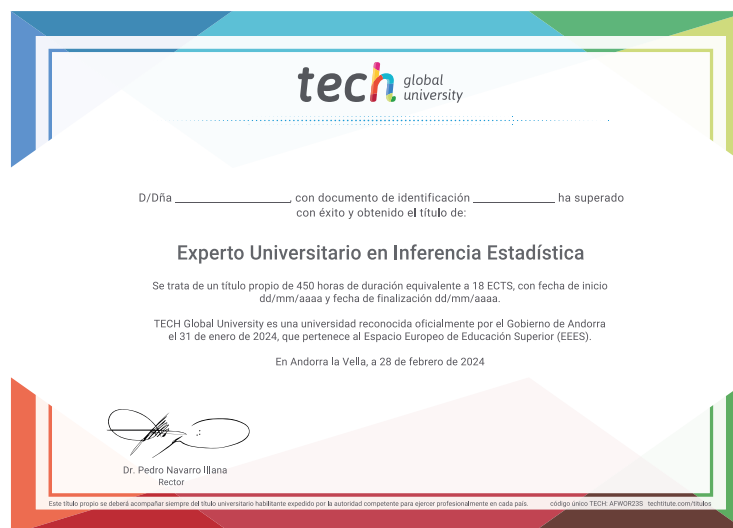 tech global university
D/Dña ____________________, con documento de identificación ______________ ha superado
con éxito y obtenido el título de:
Experto Universitario en Inferencia Estadística
Se trata de un título propio de 450 horas de duración equivalente a 18 ECTS, con fecha de inicio
dd/mm/aaaa y fecha de finalización dd/mm/aaaa.
TECH Global University es una universidad reconocida oficialmente por el Gobierno de Andorra
el 31 de enero de 2024, que pertenece al Espacio Europeo de Educación Superior (EEES).
En Andorra la Vella, a 28 de febrero de 2024
Dr. Pedro Navarro Illana
Rector
Este título propio se deberá acompañar siempre del título universitario habilitante expedido por la autoridad competente para ejercer profesionalmente en cada país. código único TECH: AFWOR23S techtitute.com/titulos